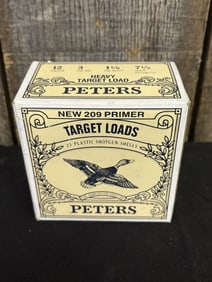 12 3 1⅛ 7½
HEAVY
TARGET LOAD
PETERS
NEW 209 PRIMER
TARGET LOADS
25 PLASTIC SHOTGUN SHELLS
PETERS